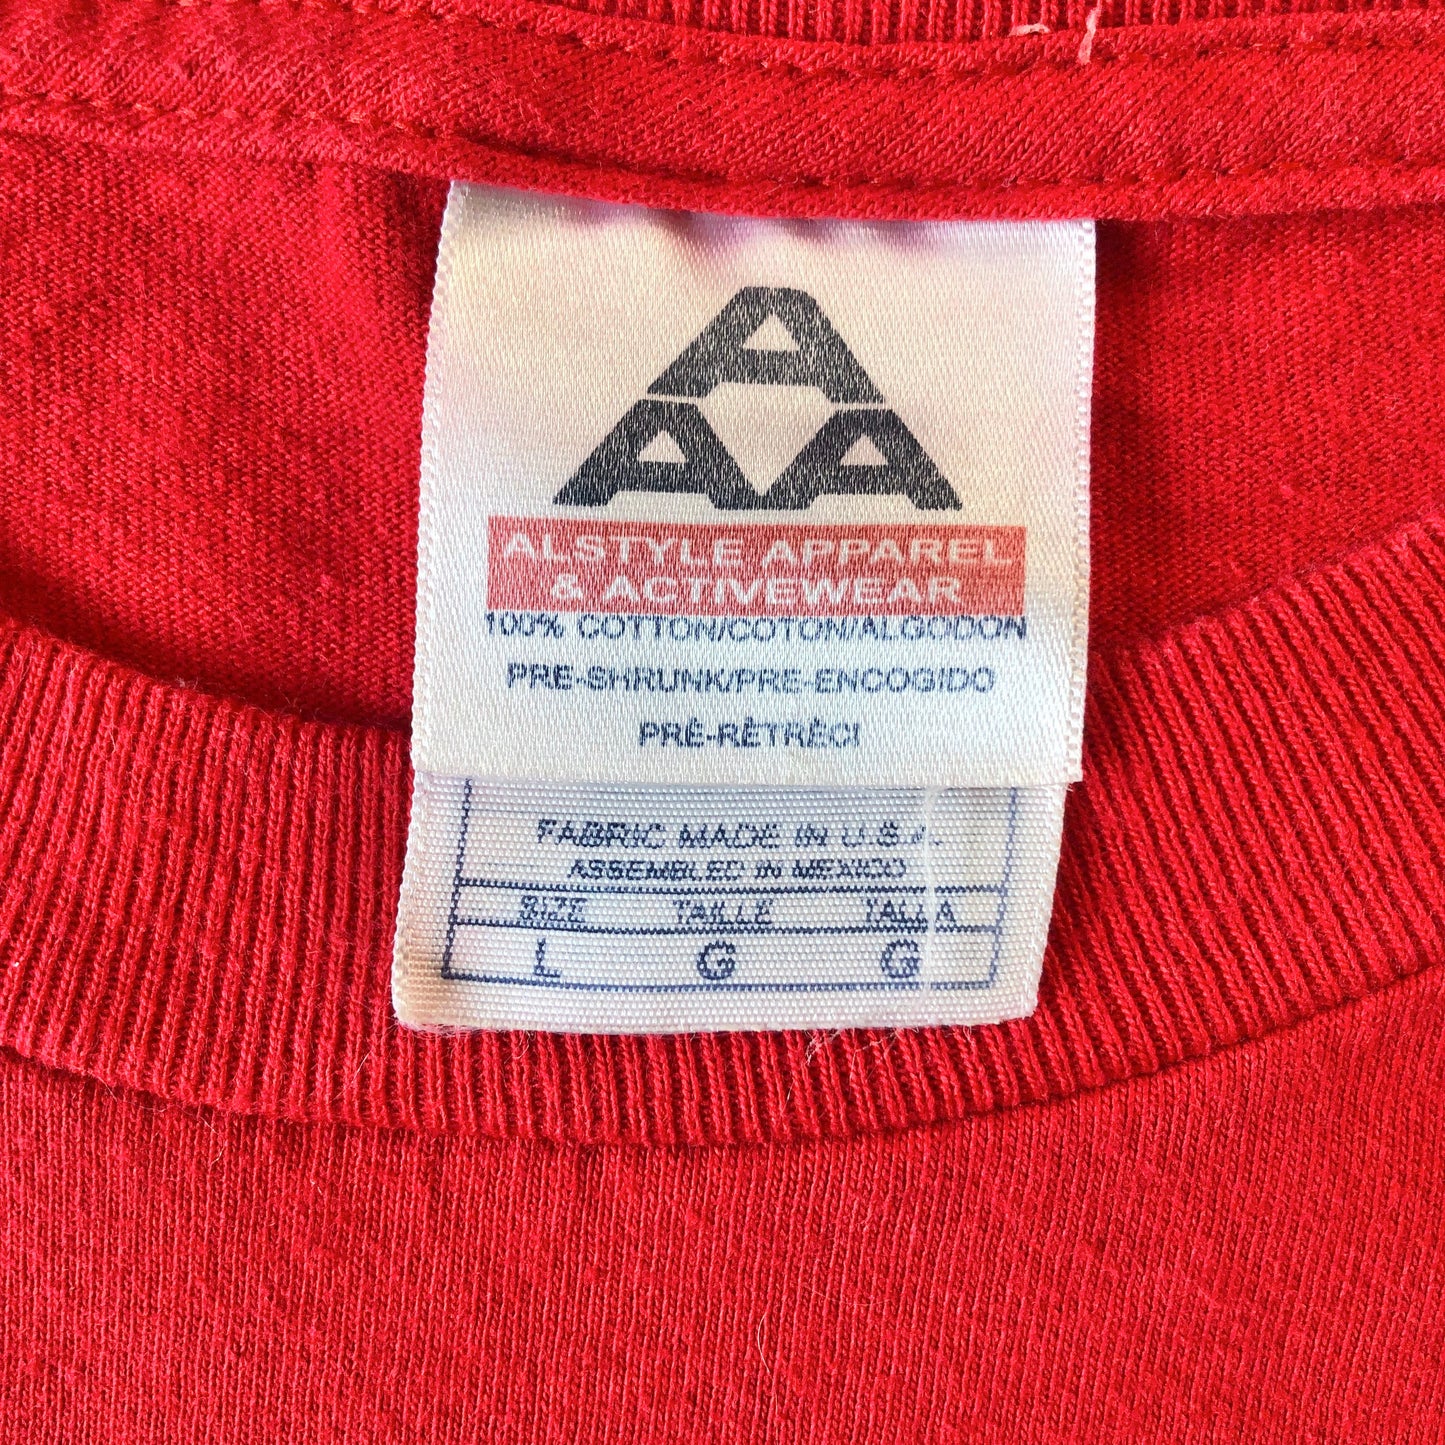 AAA
ALSTYLE APPAREL
& ACTIVEWEAR
100% COTTON/COTON/ALGODON
PRE-SHRUNK/PRE-ENCOGIDO
PRÉ-RÉTRÉCI
FABRIC MADE IN U.S.A.
ASSEMBLED IN MEXICO
SIZE TAILLE TALLA
L G G